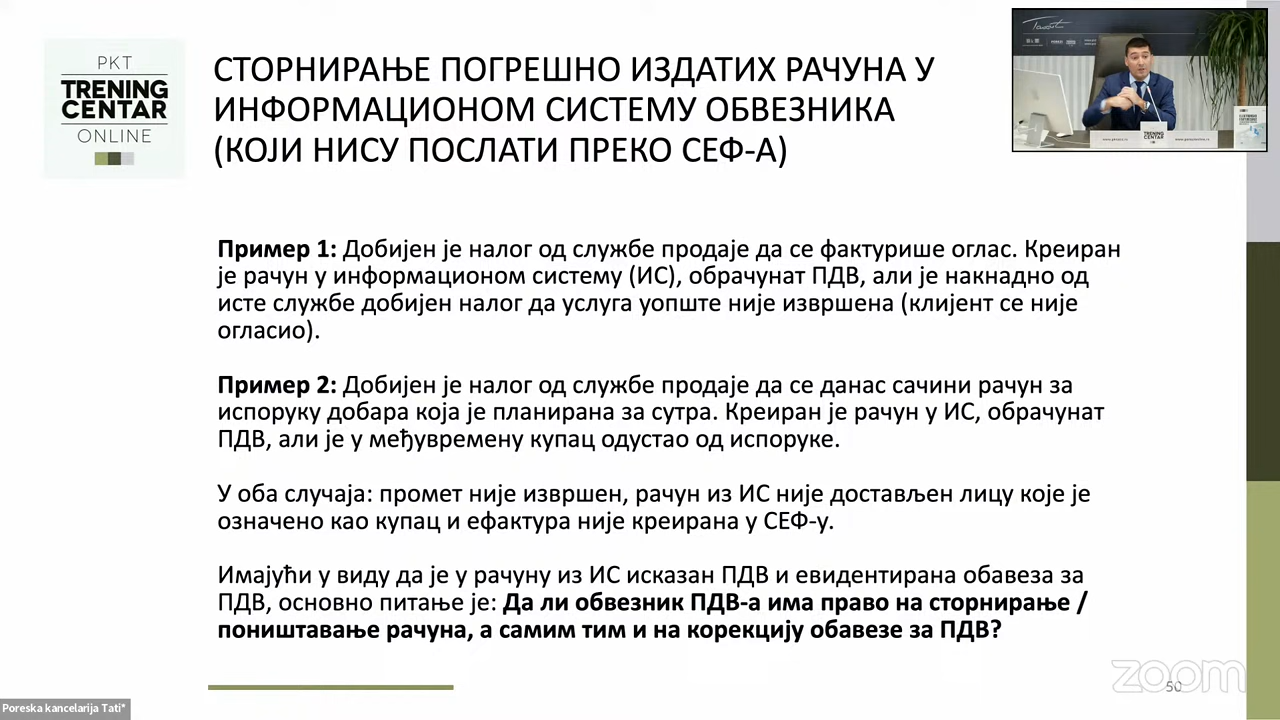 PKT
TRENING
CENTAR
ONLINE
СТОРНИРАЊЕ ПОГРЕШНО ИЗДАТИХ РАЧУНА У
ИНФОРМАЦИОНОМ СИСТЕМУ ОБВЕЗНИКА
(КОЈИ НИСУ ПОСЛАТИ ПРЕКО СЕФ-А)
TRENING
CENTAR
Пример 1: Добијен је налог од службе продаје да се фактурише оглас. Креиран
је рачун у информационом систему (ИС), обрачунат ПДВ, али је накнадно од
исте службе добијен налог да услуга уопште није извршена (клијент се није
огласио).
Пример 2: Добијен је налог од службе продаје да се данас сачини рачун за
испоруку добара која је планирана за сутра. Креиран је рачун у ИС, обрачунат
ПДВ, али је у међувремену купац одустао од испоруке.
У оба случаја: промет није извршен, рачун из ИС није достављен лицу које је
означено као купац и ефактура није креирана у СЕФ-у.
Имајући у виду да је у рачуну из ИС исказан ПДВ и евидентирана обавеза за
ПДВ, основно питање је: Да ли обвезник ПДВ-а има право на сторнирање /
поништавање рачуна, а самим тим и на корекцију обавезе за ПДВ?
zoom
50
Poreska kancelarija Tati*